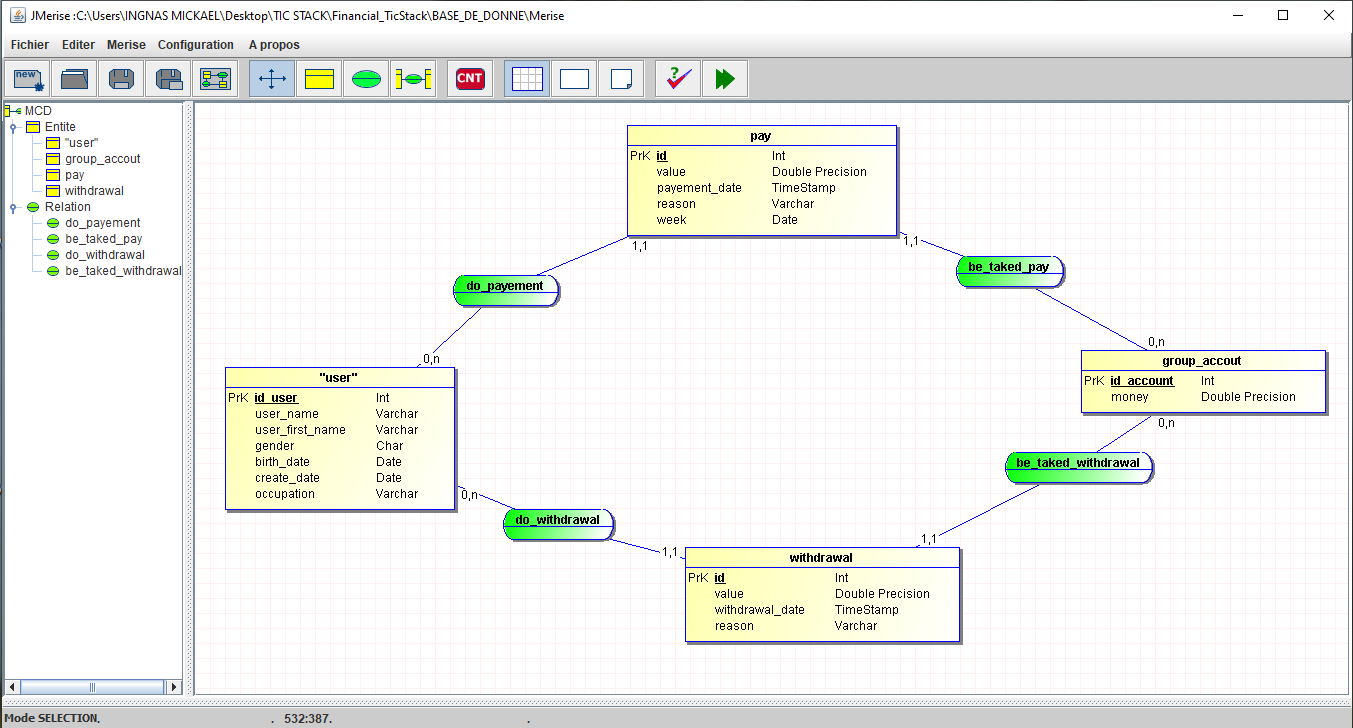 JMerise :C:\Users\INGNAS MICKAEL\Desktop\TIC STACK\Financial_TicStack\BASE_DE_DONNE\Merise
Fichier Editer Merise Configuration A propos
new CNT ?
MCD
Entite
"user"
group_accout
pay
withdrawal
Relation
do_payement
be_taked_pay
do_withdrawal
be_taked_withdrawal
pay
PrK id Int
value Double Precision
payement_date TimeStamp
reason Varchar
week Date
1,1
1,1
do_payement
be_taked_pay
0,n
0,n
"user"
PrK id_user Int
user_name Varchar
user_first_name Varchar
gender Char
birth_date Date
create_date Date
occupation Varchar
group_accout
PrK id_account Int
money Double Precision
0,n
0,n
do_withdrawal
be_taked_withdrawal
1,1
1,1
withdrawal
PrK id Int
value Double Precision
withdrawal_date TimeStamp
reason Varchar
Mode SELECTION. . 532:387. .